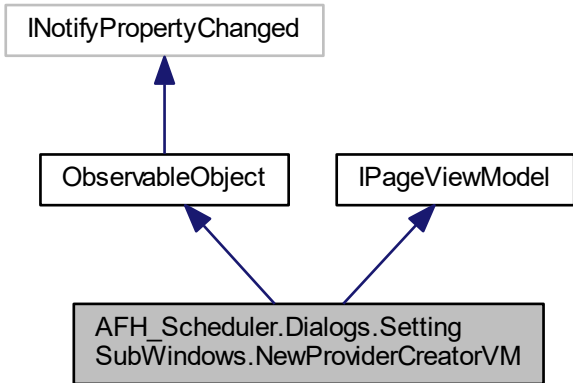 INotifyPropertyChanged
ObservableObject
IPageViewModel
AFH_Scheduler.Dialogs.Setting
SubWindows.NewProviderCreatorVM